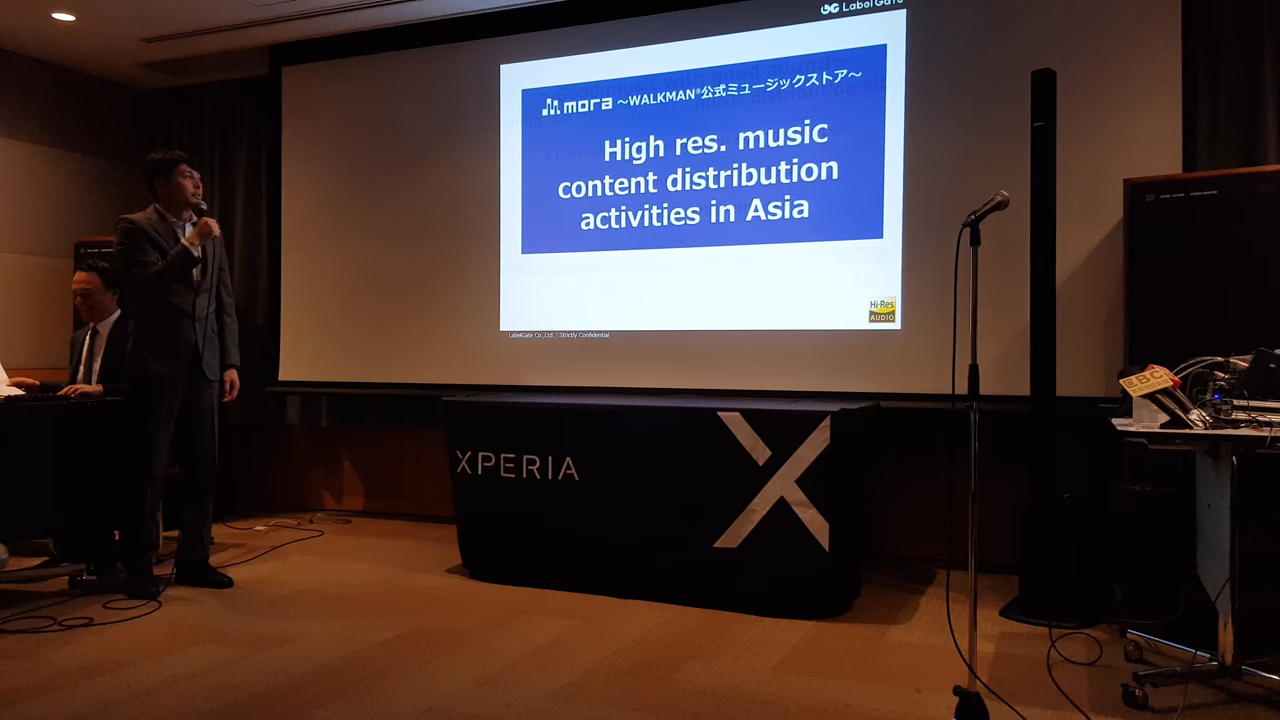 LabelGate
mora ～WALKMAN®公式ミュージックストア～
High res. music
content distribution
activities in Asia
Hi-Res
AUDIO
LabelGate Co.,Ltd. | Strictly Confidential
XPERIA